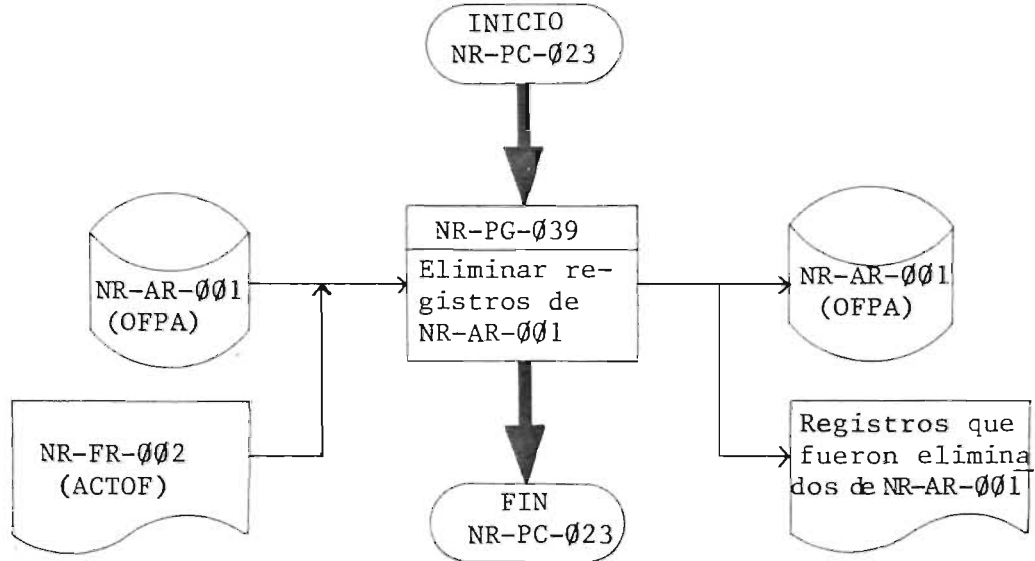 INICIO
NR-PC-Ø23
NR-PG-Ø39
Eliminar re-
gistros de
NR-AR-ØØ1
NR-AR-ØØ1
(OFPA)
NR-AR-ØØ1
(OFPA)
NR-FR-ØØ2
(ACTOF)
Registros que
fueron elimina
dos de NR-AR-ØØ1
FIN
NR-PC-Ø23